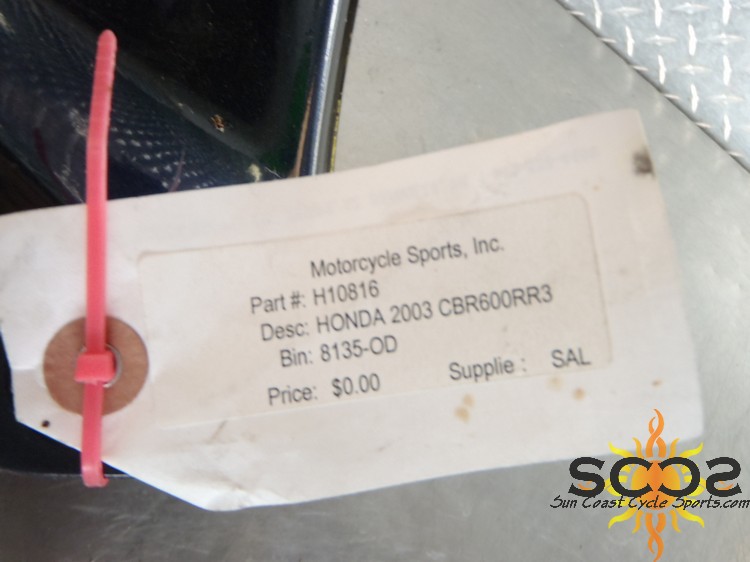 Motorcycle Sports, Inc.
Part #: H10816
Desc: HONDA 2003 CBR600RR3
Bin: 8135-OD
Price: $0.00 Supplie : SAL
SCCS
Sun Coast Cycle Sports.com